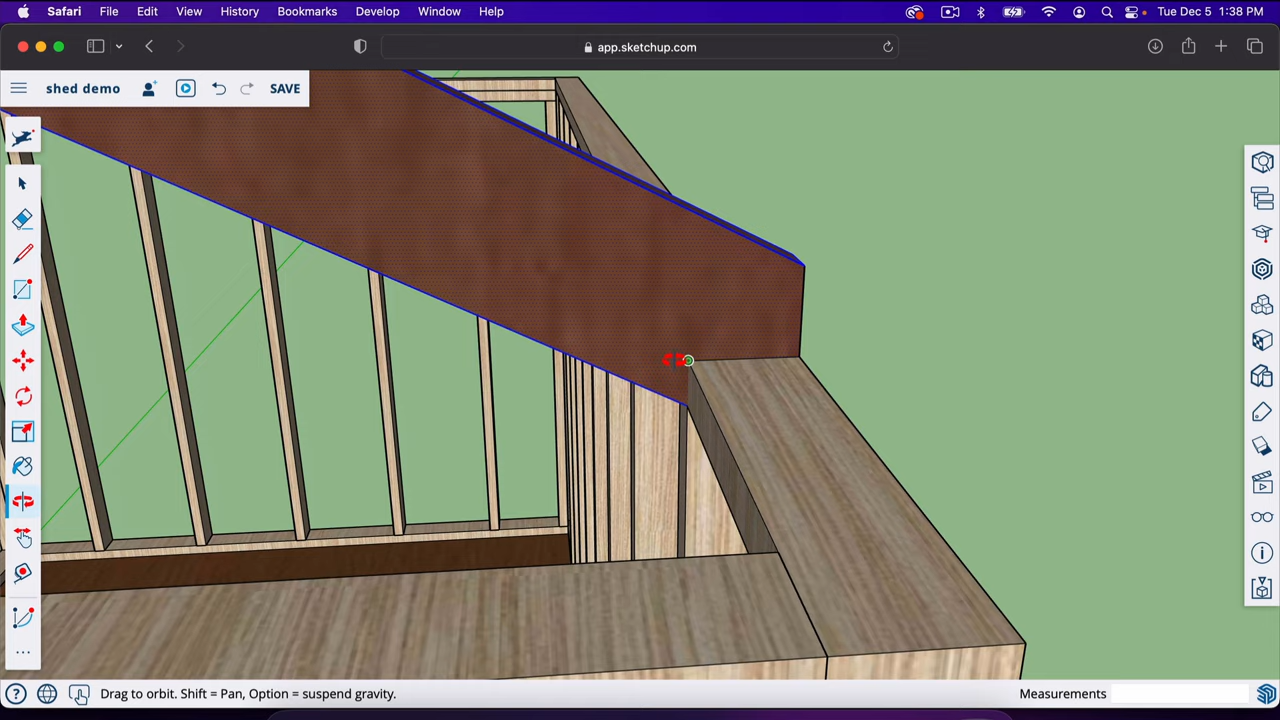 Safari File Edit View History Bookmarks Develop Window Help Tue Dec 5 1:38 PM
app.sketchup.com
shed demo SAVE
Drag to orbit. Shift = Pan, Option = suspend gravity. Measurements